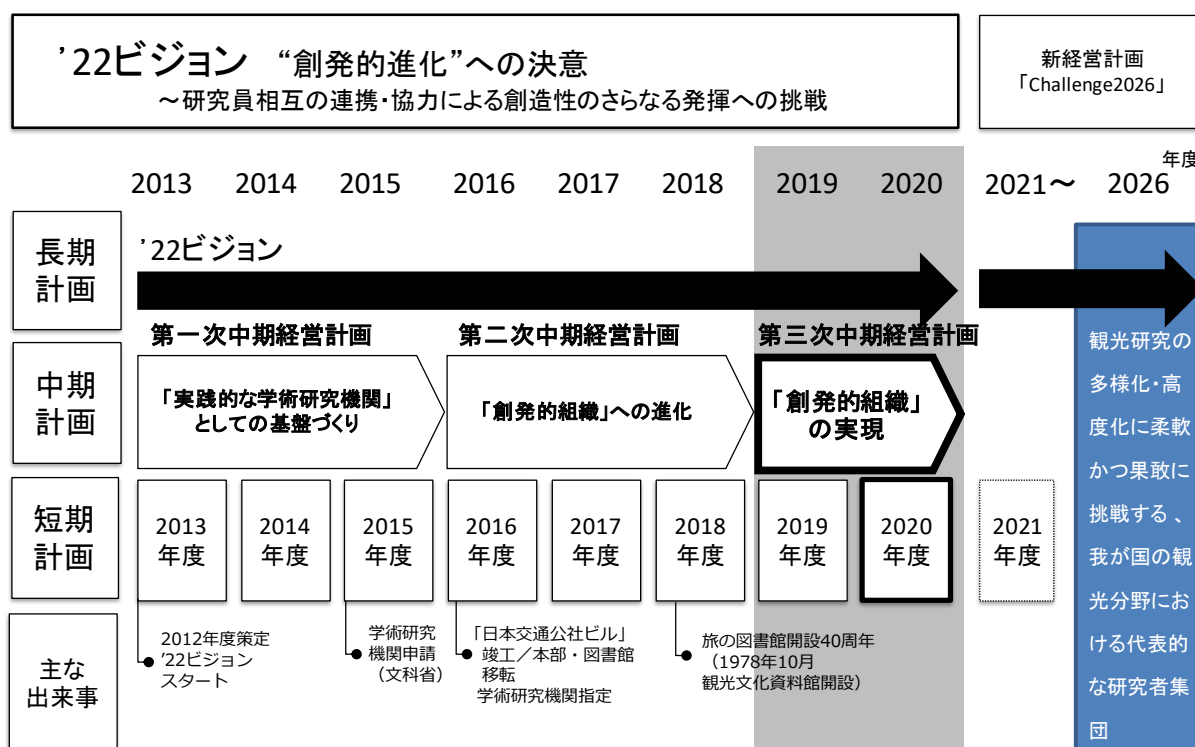 ’22ビジョン “創発的進化”への決意
～研究員相互の連携・協力による創造性のさらなる発揮への挑戦
新経営計画
「Challenge2026」
年度
2013 2014 2015 2016 2017 2018 2019 2020 2021～ 2026
長期
計画
’22ビジョン
第一次中期経営計画 第二次中期経営計画 第三次中期経営計画
中期
計画
「実践的な学術研究機関」
としての基盤づくり
「創発的組織」への進化
「創発的組織」
の実現
短期
計画
2013
年度
2014
年度
2015
年度
2016
年度
2017
年度
2018
年度
2019
年度
2020
年度
2021
年度
主な
出来事
2012年度策定
’22ビジョン
スタート
学術研究
機関申請
（文科省）
「日本交通公社ビル」
竣工／本部・図書館
移転
学術研究機関指定
旅の図書館開設40周年
（1978年10月
観光文化資料館開設）
観光研究の
多様化・高
度化に柔軟
かつ果敢に
挑戦する 、
我が国の観
光分野にお
ける代表的
な研究者集
団